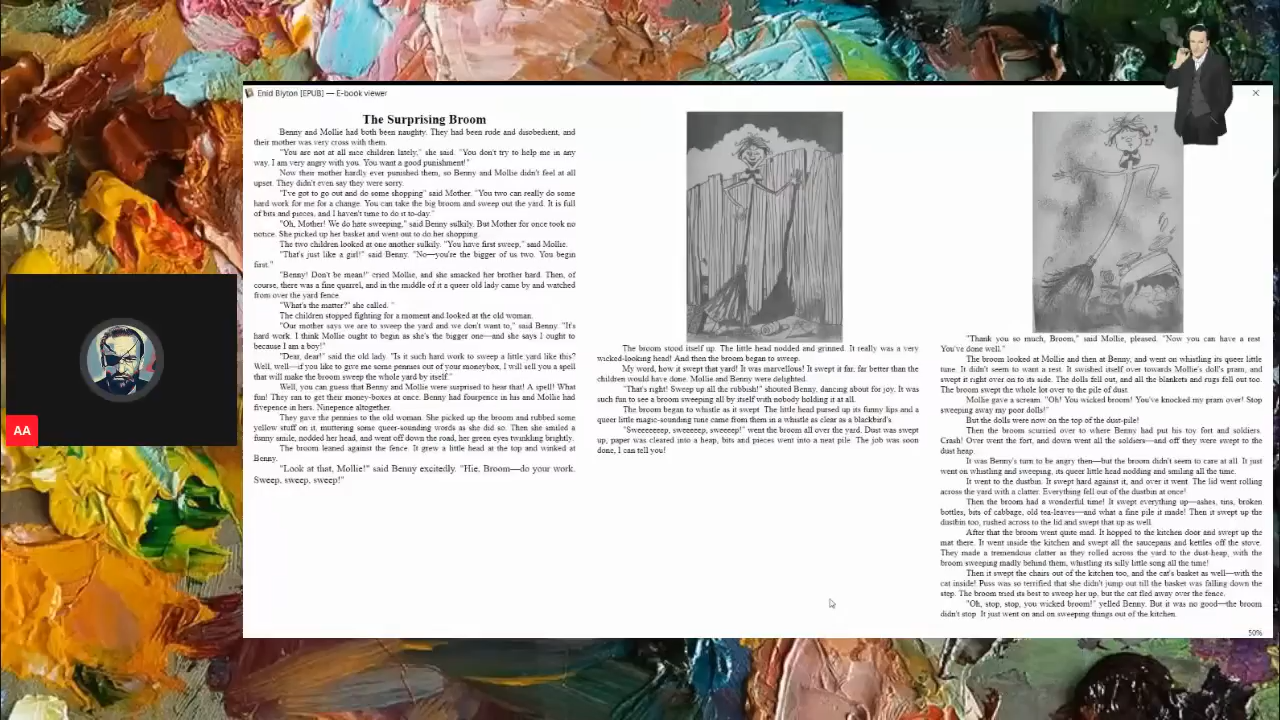 Enid Blyton [EPUB] — E-book viewer
The Surprising Broom
Benny and Mollie had both been naughty. They had been rude and disobedient, and
their mother was very cross with them.
"You are not at all nice children lately," she said. "You don't try to help me in any
way. I am very angry with you. You want a good punishment!"
Now their mother hardly ever punished them, so Benny and Mollie didn't feel at all
upset. They didn't even say they were sorry.
"I've got to go out and do some shopping" said Mother. "You two can really do some
hard work for me for a change. You can take the big broom and sweep out the yard. It is full
of bits and pieces, and I haven't time to do it to-day."
"Oh, Mother! We do hate sweeping," said Benny sulkily. But Mother for once took no
notice. She picked up her basket and went out to do her shopping.
The two children looked at one another sulkily. "You have first sweep," said Mollie.
"That's just like a girl!" said Benny. "No—you're the bigger of us two. You begin
first."
"Benny! Don't be mean!" cried Mollie, and she smacked her brother hard. Then, of
course, there was a fine quarrel, and in the middle of it a queer old lady came by and watched
from over the yard fence.
"What's the matter?" she called. "
The children stopped fighting for a moment and looked at the old woman.
"Our mother says we are to sweep the yard and we don't want to," said Benny. "It's
hard work. I think Mollie ought to begin as she's the bigger one—and she says I ought to
because I am a boy!"
"Dear, dear!" said the old lady. "Is it such hard work to sweep a little yard like this?
Well, well—if you like to give me some pennies out of your moneybox, I will sell you a spell
that will make the broom sweep the whole yard by itself."
Well, you can guess that Benny and Mollie were surprised to hear that! A spell! What
fun! They ran to get their money-boxes at once. Benny had fourpence in his and Mollie had
fivepence in hers. Ninepence altogether.
They gave the pennies to the old woman. She picked up the broom and rubbed some
yellow stuff on it, muttering some queer-sounding words as she did so. Then she smiled a
funny smile, nodded her head, and went off down the road, her green eyes twinkling brightly.
The broom leaned against the fence. It grew a little head at the top and winked at
Benny.
"Look at that, Mollie!" said Benny excitedly. "Hie, Broom—do your work.
Sweep, sweep, sweep!"
The broom stood itself up. The little head nodded and grinned. It really was a very
wicked-looking head! And then the broom began to sweep.
My word, how it swept that yard! It was marvellous! It swept it far, far better than the
children would have done. Mollie and Benny were delighted.
"That's right! Sweep up all the rubbish!" shouted Benny, dancing about for joy. It was
such fun to see a broom sweeping all by itself with nobody holding it at all.
The broom began to whistle as it swept. The little head pursed up its funny lips and a
queer little magic-sounding tune came from them in a whistle as clear as a blackbird's.
"Sweeeeeeep, sweeeeep, sweeep!" went the broom all over the yard. Dust was swept
up, paper was cleared into a heap, bits and pieces went into a neat pile. The job was soon
done, I can tell you!
"Thank you so much, Broom," said Mollie, pleased. "Now you can have a rest
You've done well."
The broom looked at Mollie and then at Benny, and went on whistling its queer little
tune. It didn't seem to want a rest. It swished itself over towards Mollie's doll's pram, and
swept it right over on to its side. The dolls fell out, and all the blankets and rugs fell out too.
The broom swept the whole lot over to the pile of dust.
Mollie gave a scream. "Oh! You wicked broom! You've knocked my pram over! Stop
sweeping away my poor dolls!"
But the dolls were now on the top of the dust-pile!
Then the broom scurried over to where Benny had put his toy fort and soldiers.
Crash! Over went the fort, and down went all the soldiers—and off they were swept to the
dust heap.
It was Benny's turn to be angry then—but the broom didn't seem to care at all. It just
went on whistling and sweeping, its queer little head nodding and smiling all the time.
It went to the dustbin. It swept hard against it, and over it went. The lid went rolling
across the yard with a clatter. Everything fell out of the dustbin at once!
Then the broom had a wonderful time! It swept everything up—ashes, tins, broken
bottles, bits of cabbage, old tea-leaves—and what a fine pile it made! Then it swept up the
dustbin too, rushed across to the lid and swept that up as well.
After that the broom went quite mad. It hopped to the kitchen door and swept up the
mat there. It went inside the kitchen and swept all the saucepans and kettles off the stove.
They made a tremendous clatter as they rolled across the yard to the dust-heap, with the
broom sweeping madly behind them, whistling its silly little song all the time!
Then it swept the chairs out of the kitchen too, and the cat's basket as well—with the
cat inside! Puss was so terrified that she didn't jump out till the basket was falling down the
step. The broom tried its best to sweep her up, but the cat fled away over the fence.
"Oh, stop, stop, you wicked broom!" yelled Benny. But it was no good—the broom
didn't stop. It just went on and on sweeping things out of the kitchen.
50%
AA